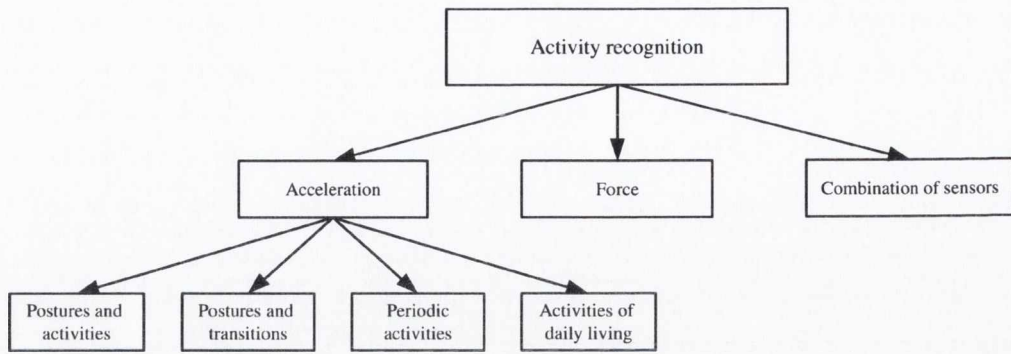 Activity recognition
Acceleration
Force
Combination of sensors
Postures and
activities
Postures and
transitions
Periodic
activities
Activities of
daily living